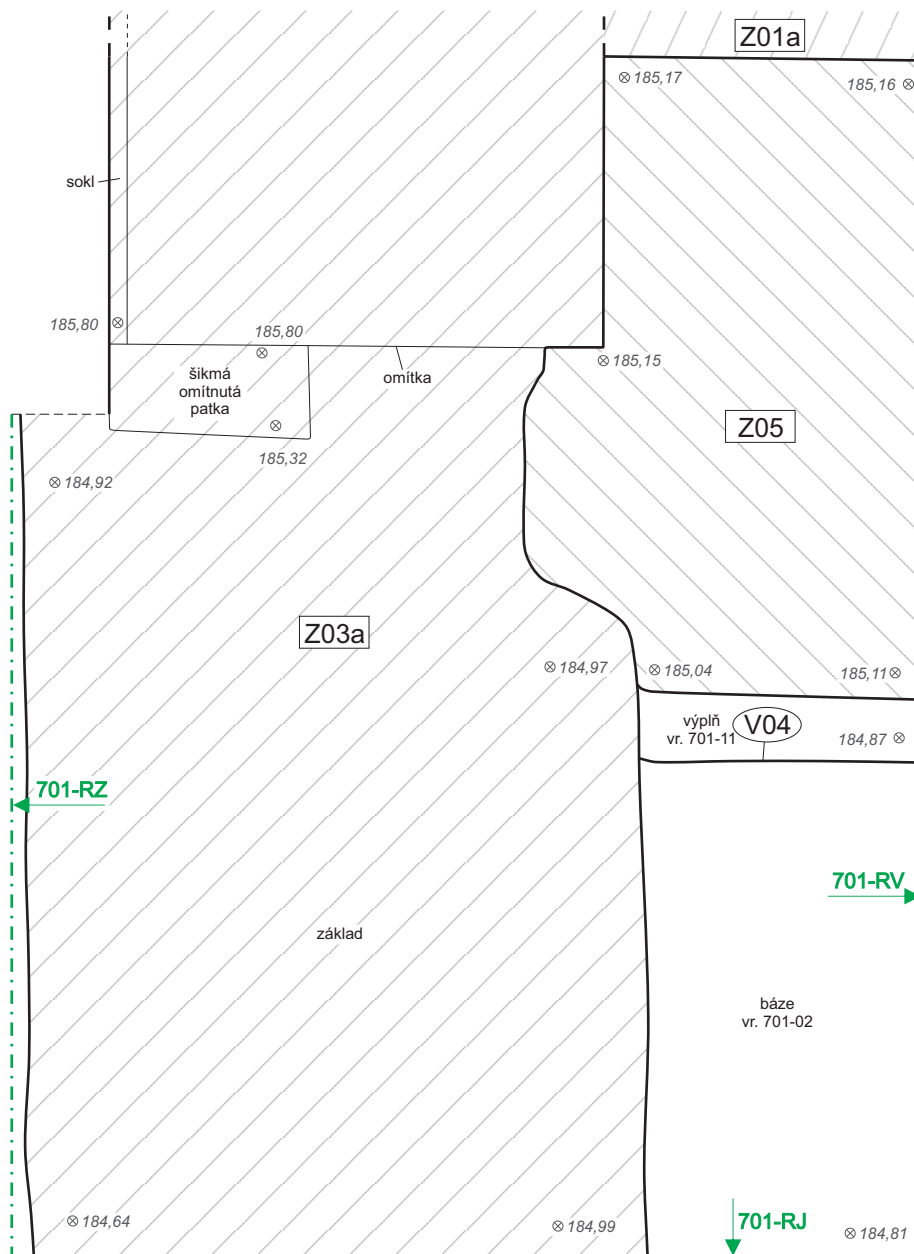 Z01a
185,17
185,16
sokl
185,80
185,80
185,15
omítka
šikmá
omítnutá
patka
Z05
185,32
184,92
Z03a
184,97
185,04
185,11
výplň
vr. 701-11
V04
184,87
701-RZ
701-RV
základ
báze
vr. 701-02
184,64
184,99
701-RJ
184,81